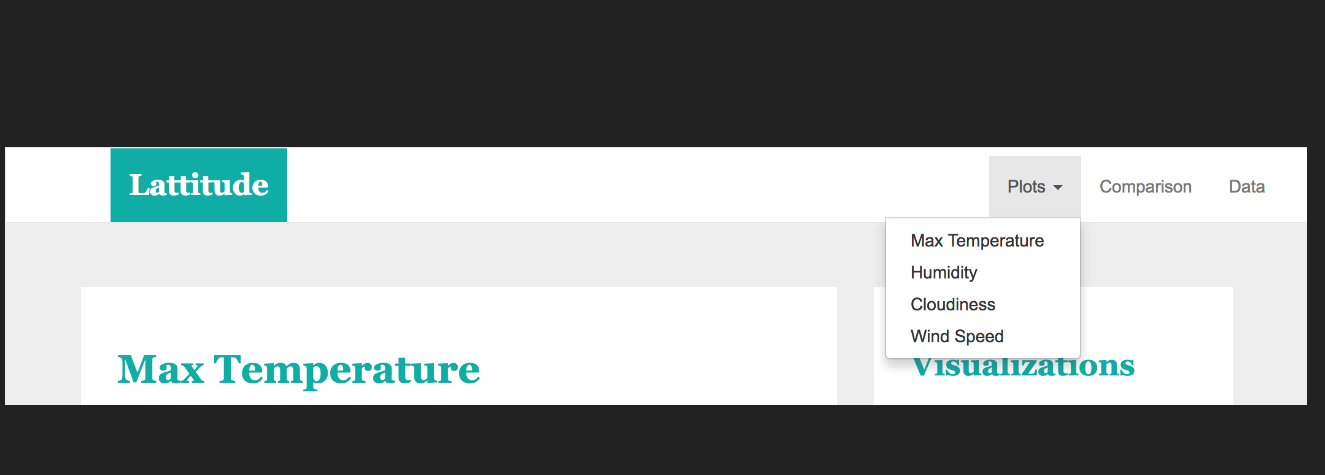 Lattitude
Plots
Comparison
Data
Max Temperature
Humidity
Cloudiness
Wind Speed
Max Temperature
Visualizations